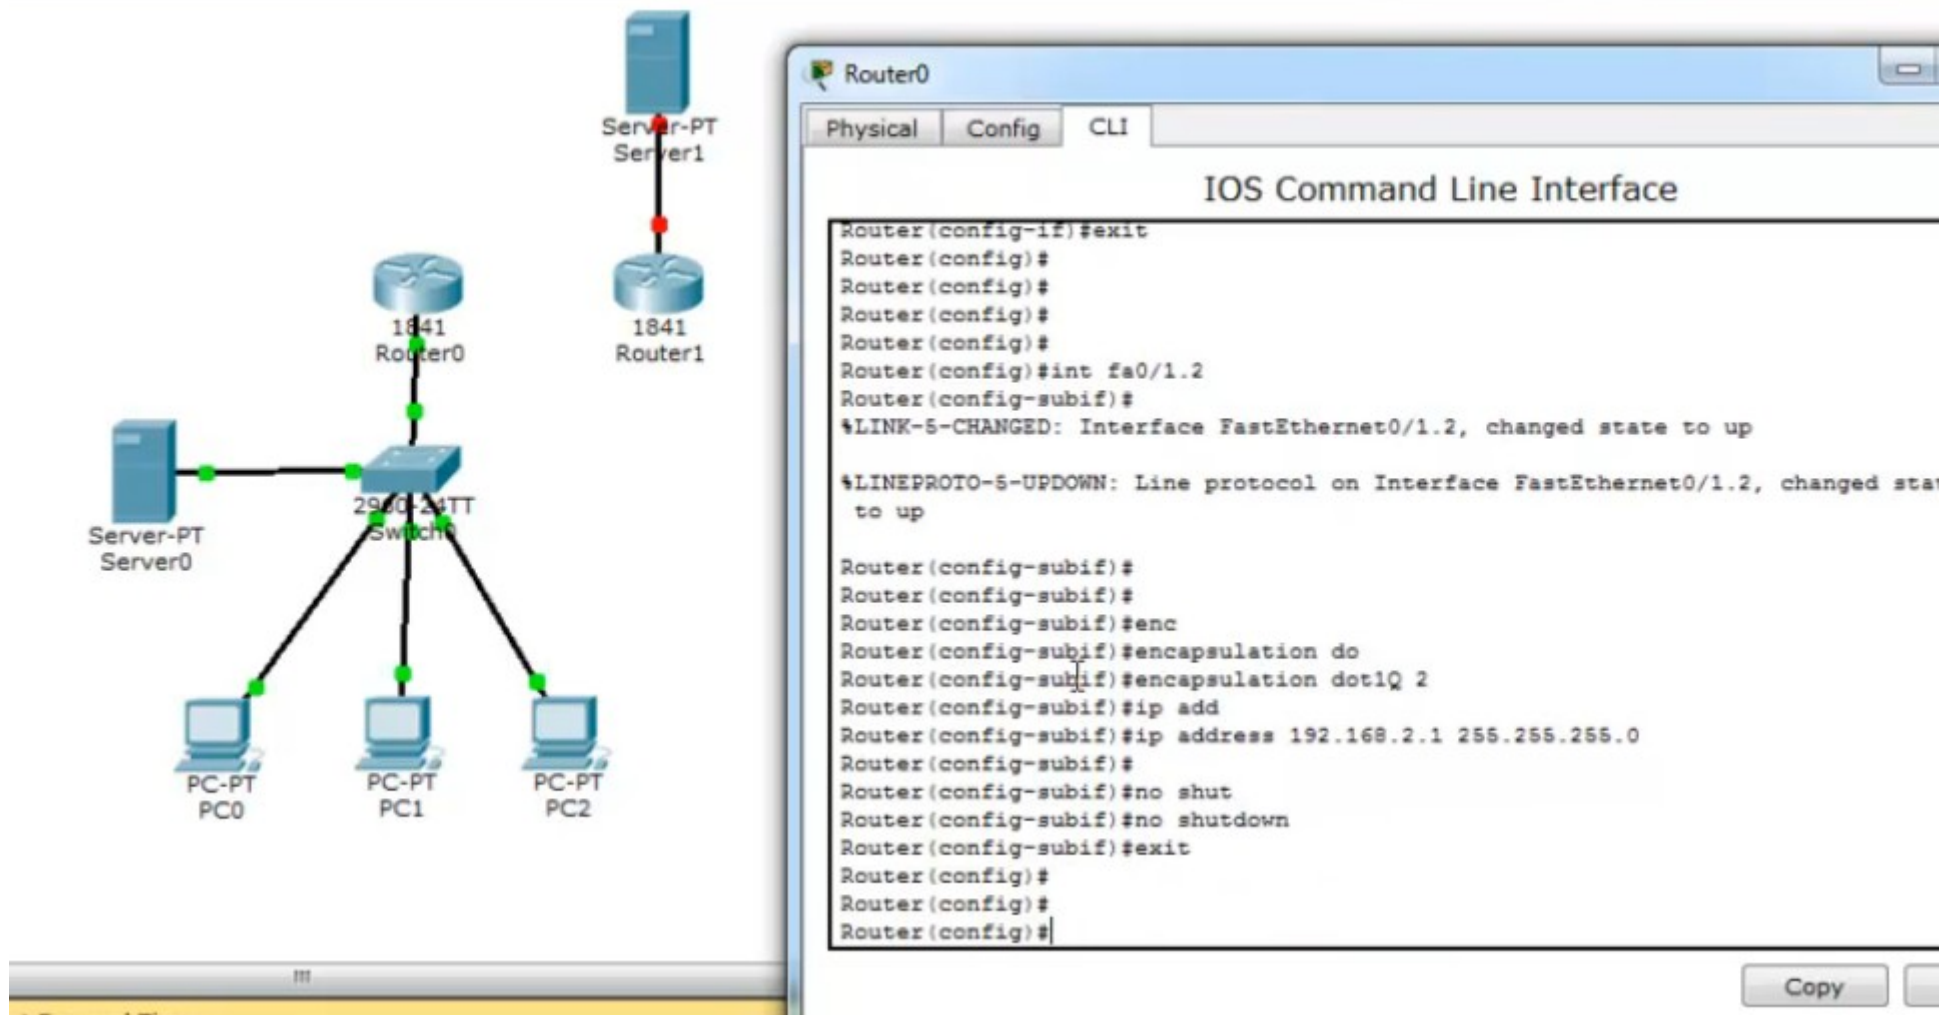 Server-PT
Server1
1841
Router0
1841
Router1
Server-PT
Server0
2960-24TT
Switch0
PC-PT
PC0
PC-PT
PC1
PC-PT
PC2
Router0
Physical
Config
CLI
IOS Command Line Interface
Router(config-if)#exit
Router(config)#
Router(config)#
Router(config)#
Router(config)#
Router(config)#int fa0/1.2
Router(config-subif)#
%LINK-5-CHANGED: Interface FastEthernet0/1.2, changed state to up
%LINEPROTO-5-UPDOWN: Line protocol on Interface FastEthernet0/1.2, changed stat
to up
Router(config-subif)#
Router(config-subif)#
Router(config-subif)#enc
Router(config-subif)#encapsulation do
Router(config-subif)#encapsulation dot1Q 2
Router(config-subif)#ip add
Router(config-subif)#ip address 192.168.2.1 255.255.255.0
Router(config-subif)#
Router(config-subif)#no shut
Router(config-subif)#no shutdown
Router(config-subif)#exit
Router(config)#
Router(config)#
Router(config)#
Copy